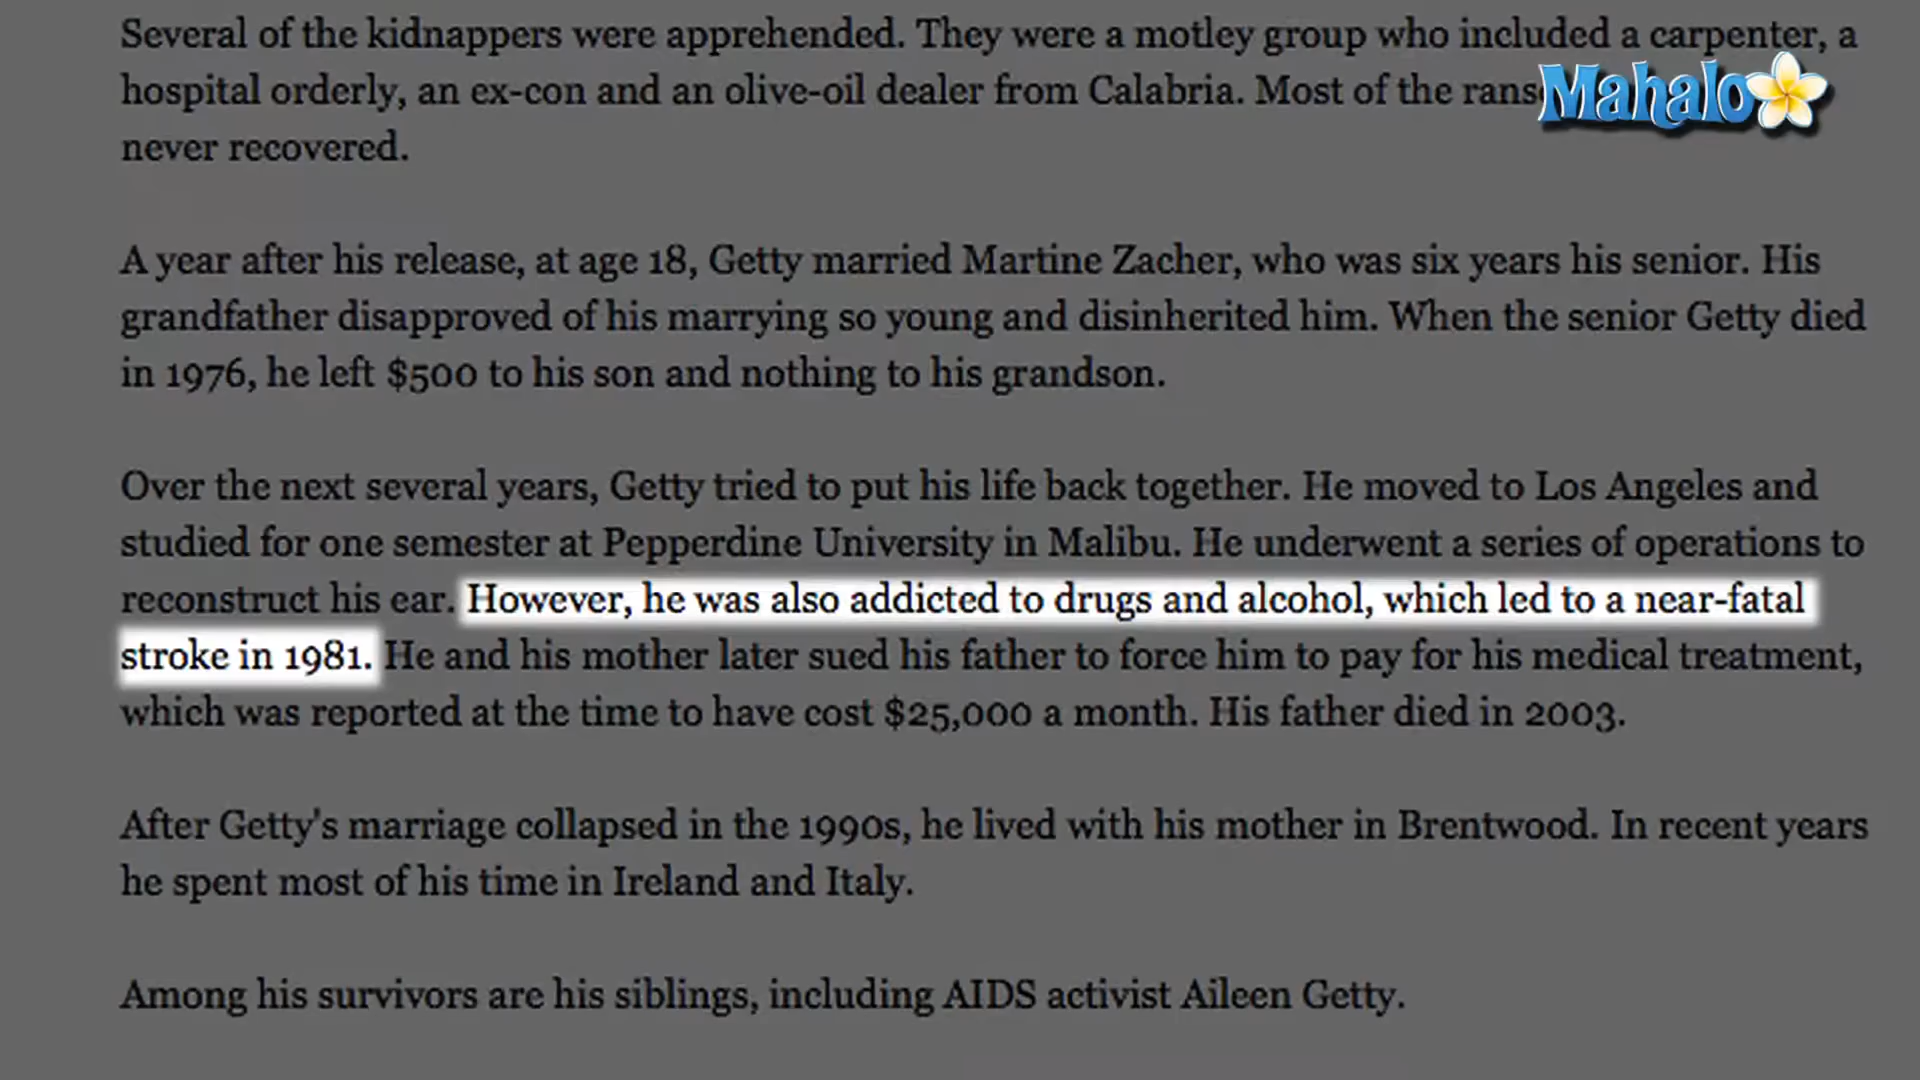 Several of the kidnappers were apprehended. They were a motley group who included a carpenter, a
hospital orderly, an ex-con and an olive-oil dealer from Calabria. Most of the
Mahalo
never recovered.
A year after his release, at age 18, Getty married Martine Zacher, who was six years his senior. His
grandfather disapproved of his marrying so young and disinherited him. When the senior Getty died
in 1976, he left $500 to his son and nothing to his grandson.
Over the next several years, Getty tried to put his life back together. He moved to Los Angeles and
studied for one semester at Pepperdine University in Malibu. He underwent a series of operations to
reconstruct his ear. However, he was also addicted to drugs and alcohol, which led to a near-fatal
stroke in 1981. He and his mother later sued his father to force him to pay for his medical treatment,
which was reported at the time to have cost $25,000 a month. His father died in 2003.
After Getty's marriage collapsed in the 1990s, he lived with his mother in Brentwood. In recent years
he spent most of his time in Ireland and Italy.
Among his survivors are his siblings, including AIDS activist Aileen Getty.